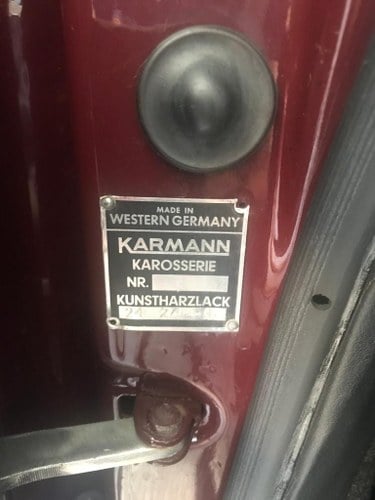 MADE IN
WESTERN GERMANY
KARMANN
KAROSSERIE
NR.
KUNSTHARZLACK